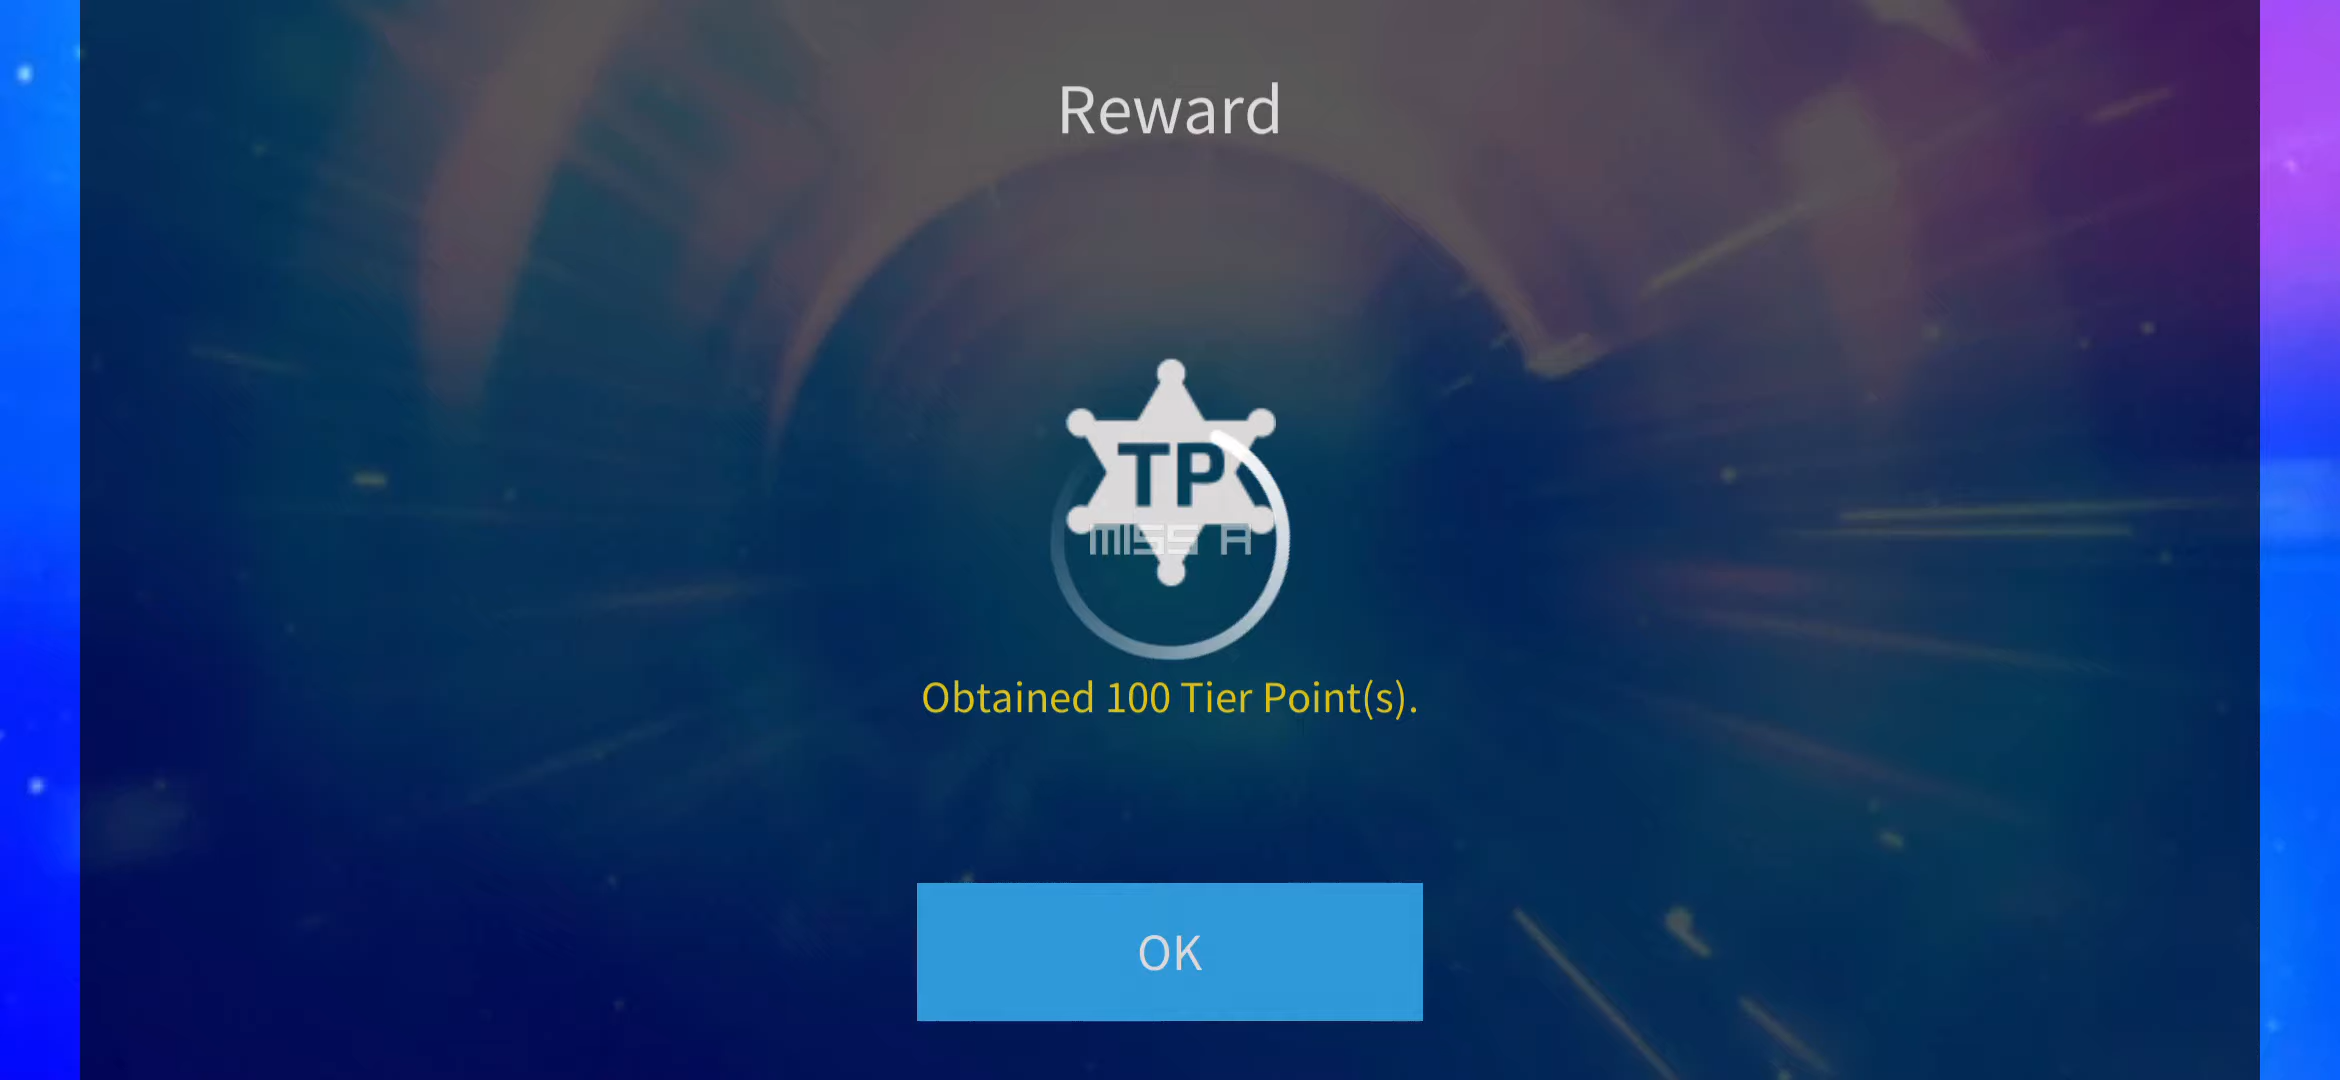 Reward
TP
MISS A
Obtained 100 Tier Point(s).
OK